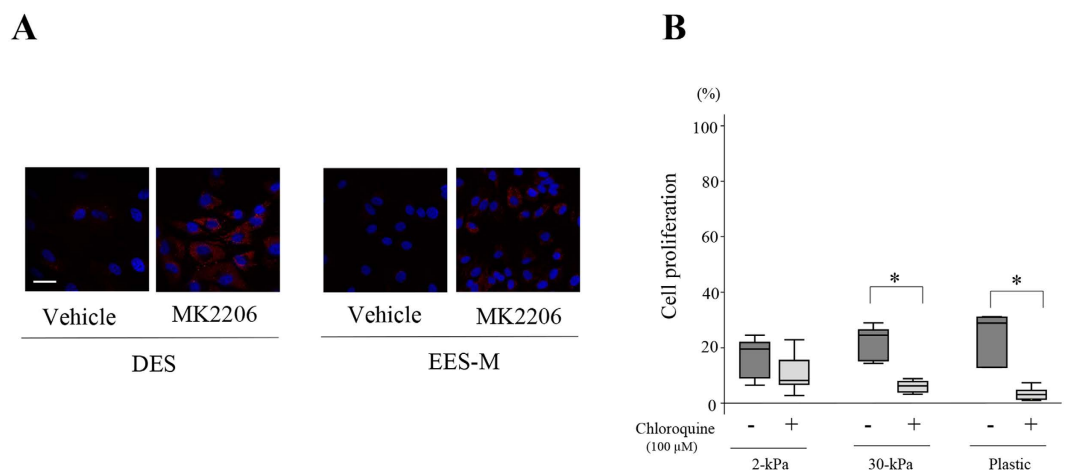 A
B
Vehicle MK2206 Vehicle MK2206
DES EES-M
(%)
Cell proliferation
100
80
60
40
20
0
* *
Chloroquine - + - + - +
(100 µM)
2-kPa 30-kPa Plastic